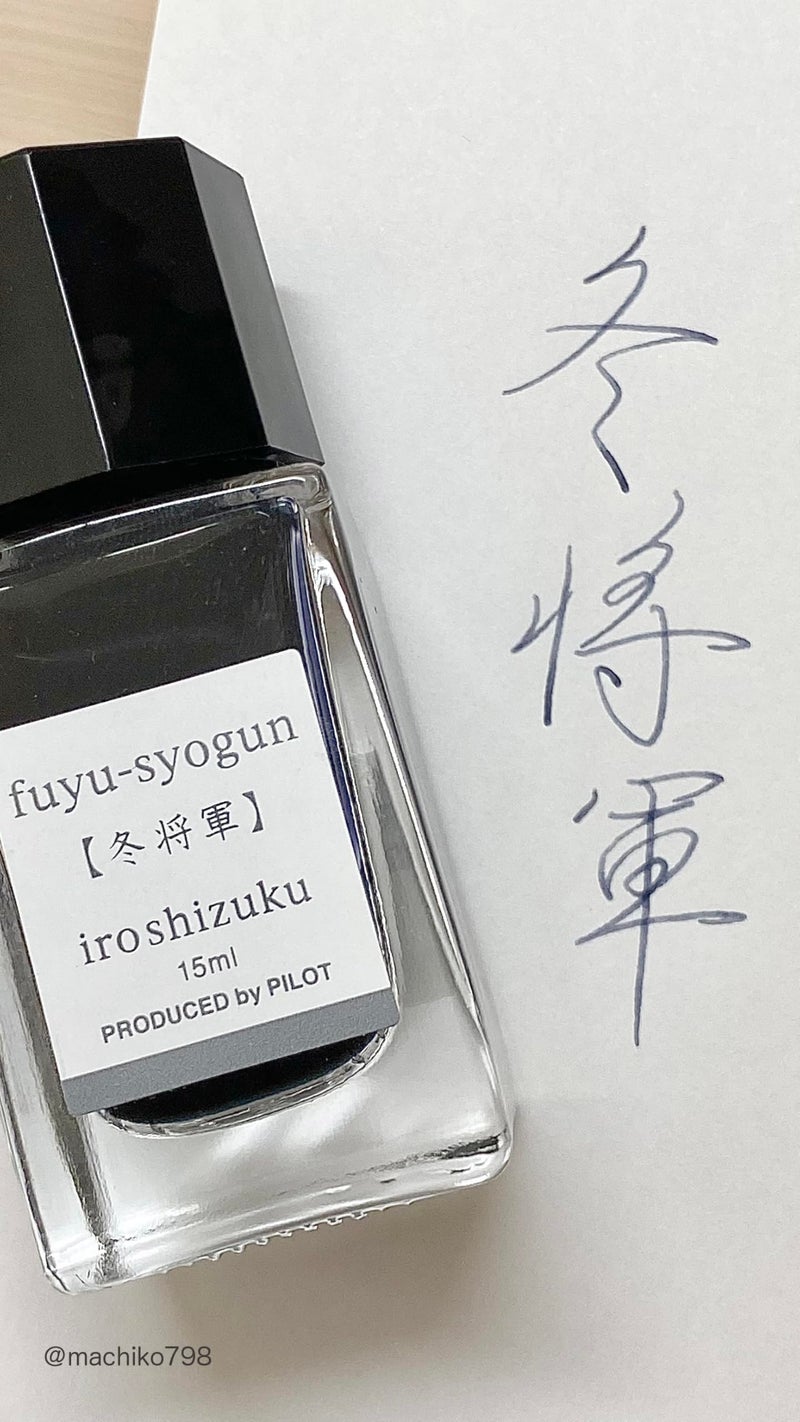 fuyu-syogun
【冬将軍】
iroshizuku
15ml
PRODUCED by PILOT
冬将軍
@machiko798